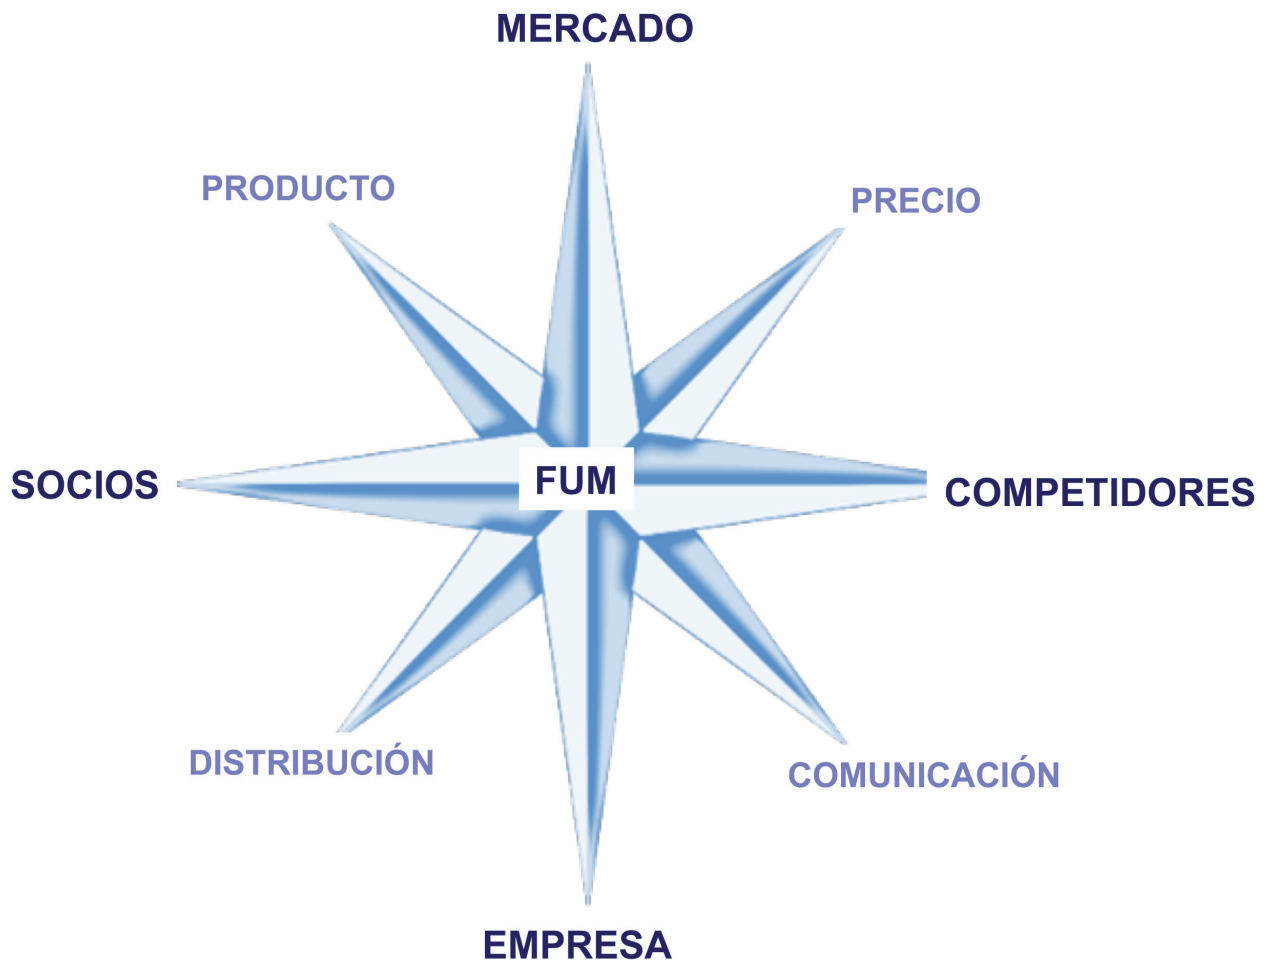 MERCADO
PRODUCTO
PRECIO
SOCIOS
FUM
COMPETIDORES
DISTRIBUCIÓN
COMUNICACIÓN
EMPRESA